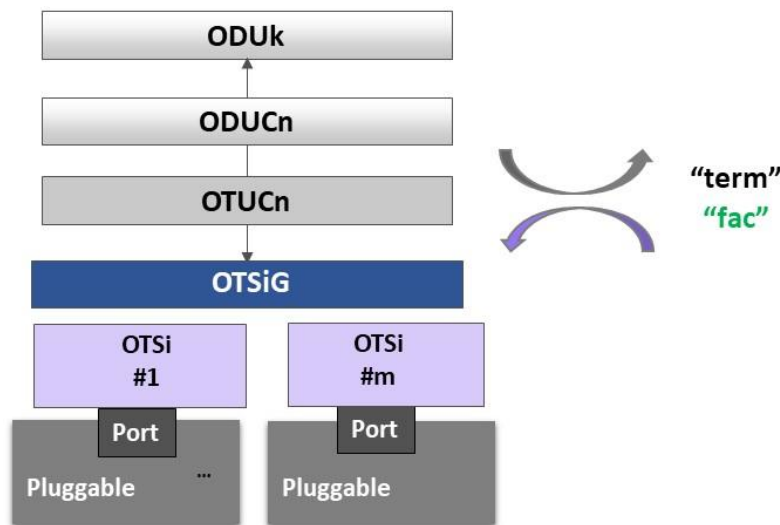 ODUk
ODUCn
OTUCn
“term”
“fac”
OTSiG
OTSi
#1
OTSi
#m
Port
Port
Pluggable
...
Pluggable